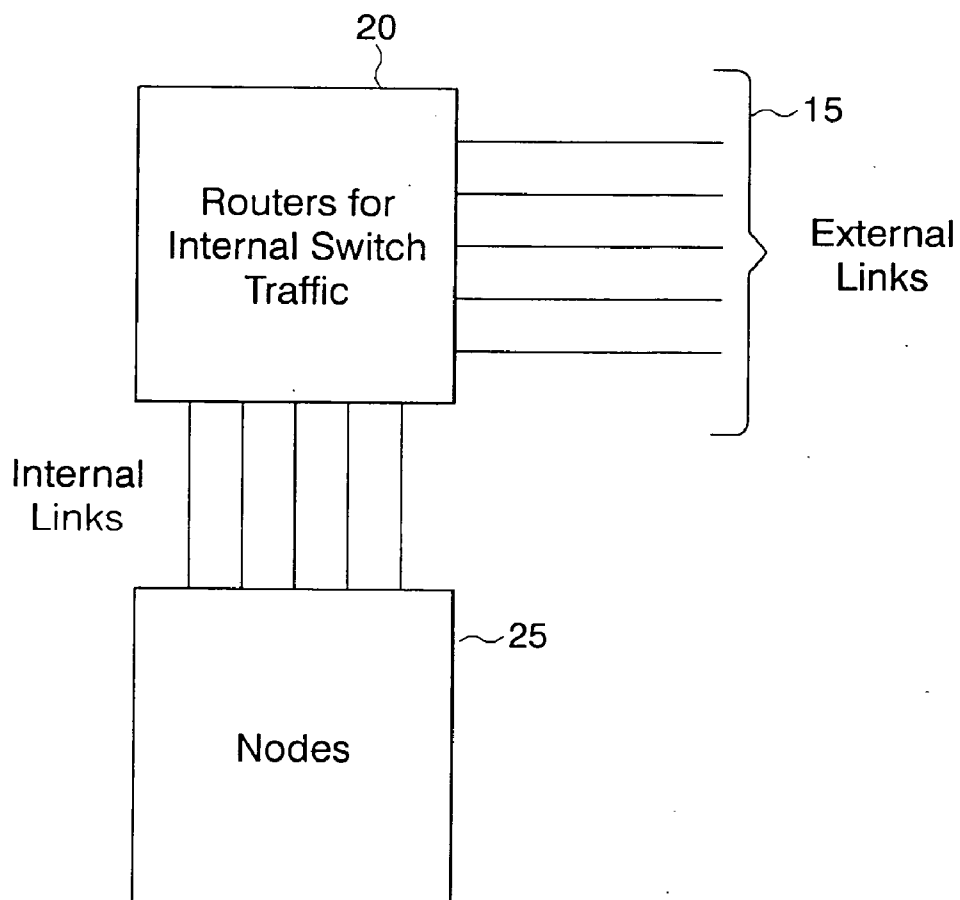 20
15
Routers for
Internal Switch
Traffic
External
Links
Internal
Links
25
Nodes